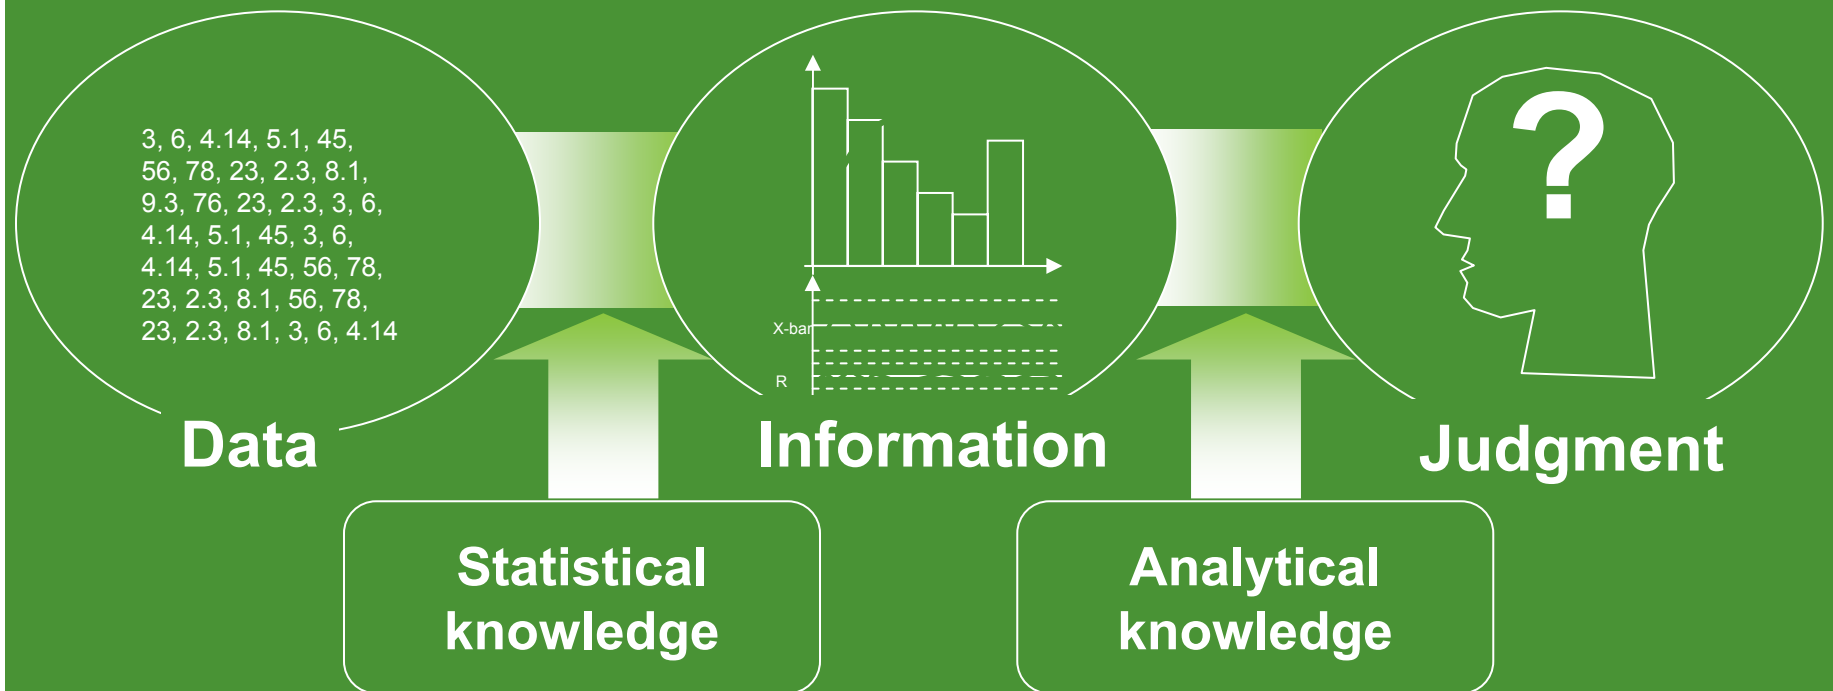 3, 6, 4.14, 5.1, 45,
56, 78, 23, 2.3, 8.1,
9.3, 76, 23, 2.3, 3, 6,
4.14, 5.1, 45, 3, 6,
4.14, 5.1, 45, 56, 78,
23, 2.3, 8.1, 56, 78,
23, 2.3, 8.1, 3, 6, 4.14
X-bar
R
?
Data
Information
Judgment
Statistical
knowledge
Analytical
knowledge